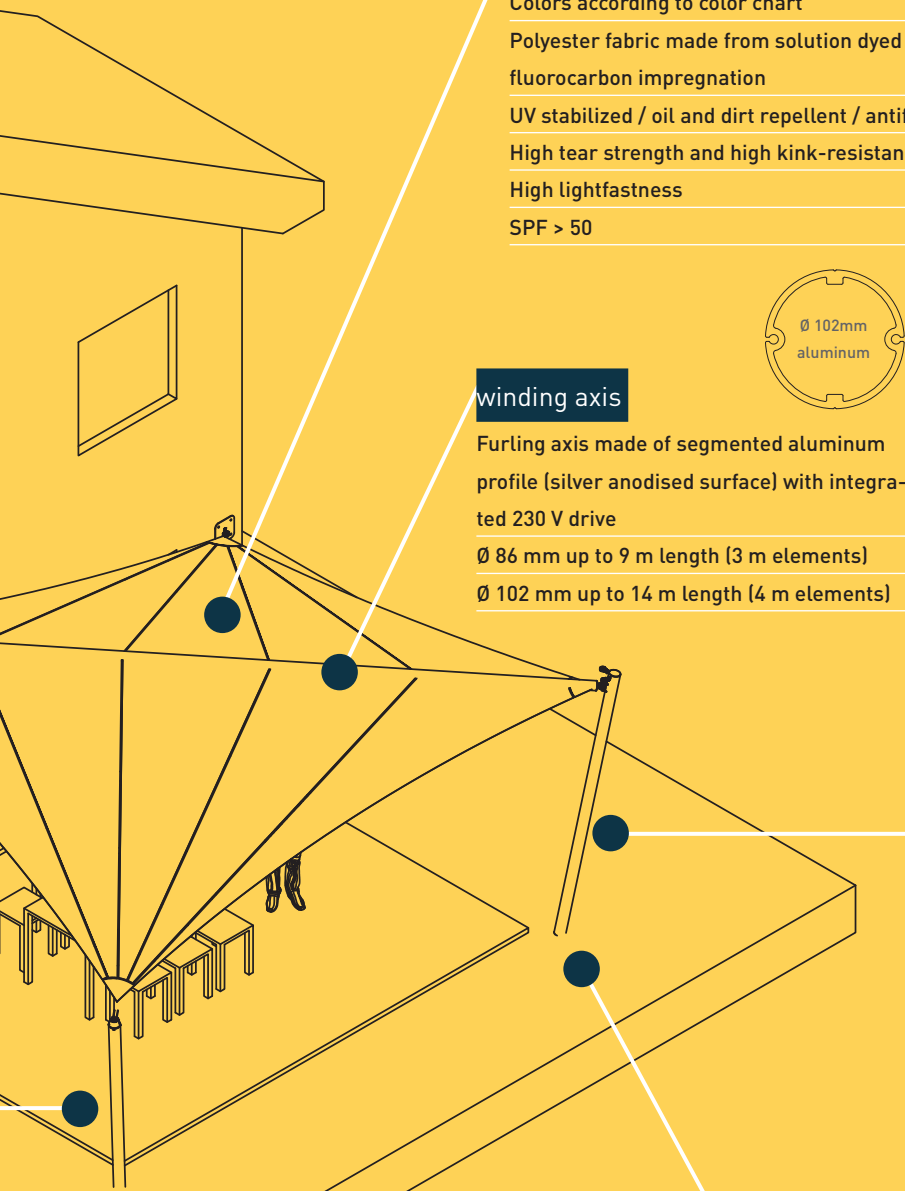 Colors according to color chart
Polyester fabric made from solution dyed
fluorocarbon impregnation
UV stabilized / oil and dirt repellent /
High tear strength and high
High lightfastness
SPF > 50
Ø 102mm
aluminum
winding axis
Furling axis made of segmented aluminum
profile (silver anodised surface) with integra-
ted 230 V drive
Ø 86 mm up to 9 m length (3 m elements)
Ø 102 mm up to 14 m length (4 m elements)